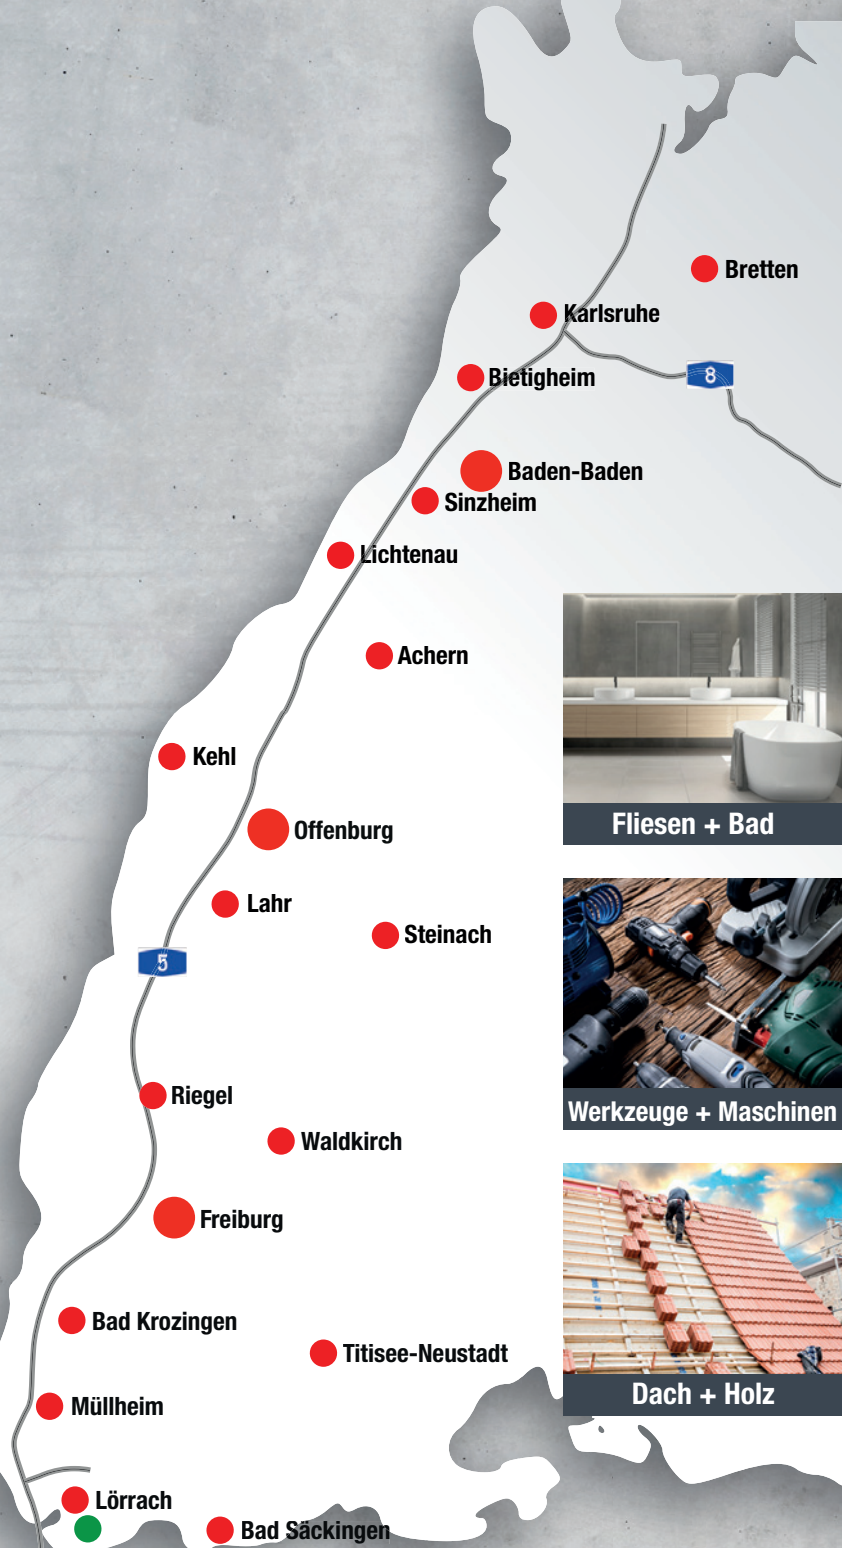 Bretten
Karlsruhe
Bietigheim
8
Baden-Baden
Sinzheim
Lichtenau
Achern
Kehl
Fliesen + Bad
Offenburg
Lahr
Steinach
5
Riegel
Werkzeuge + Maschinen
Waldkirch
Freiburg
Bad Krozingen
Titisee-Neustadt
Dach + Holz
Müllheim
Lörrach
Bad Säckingen